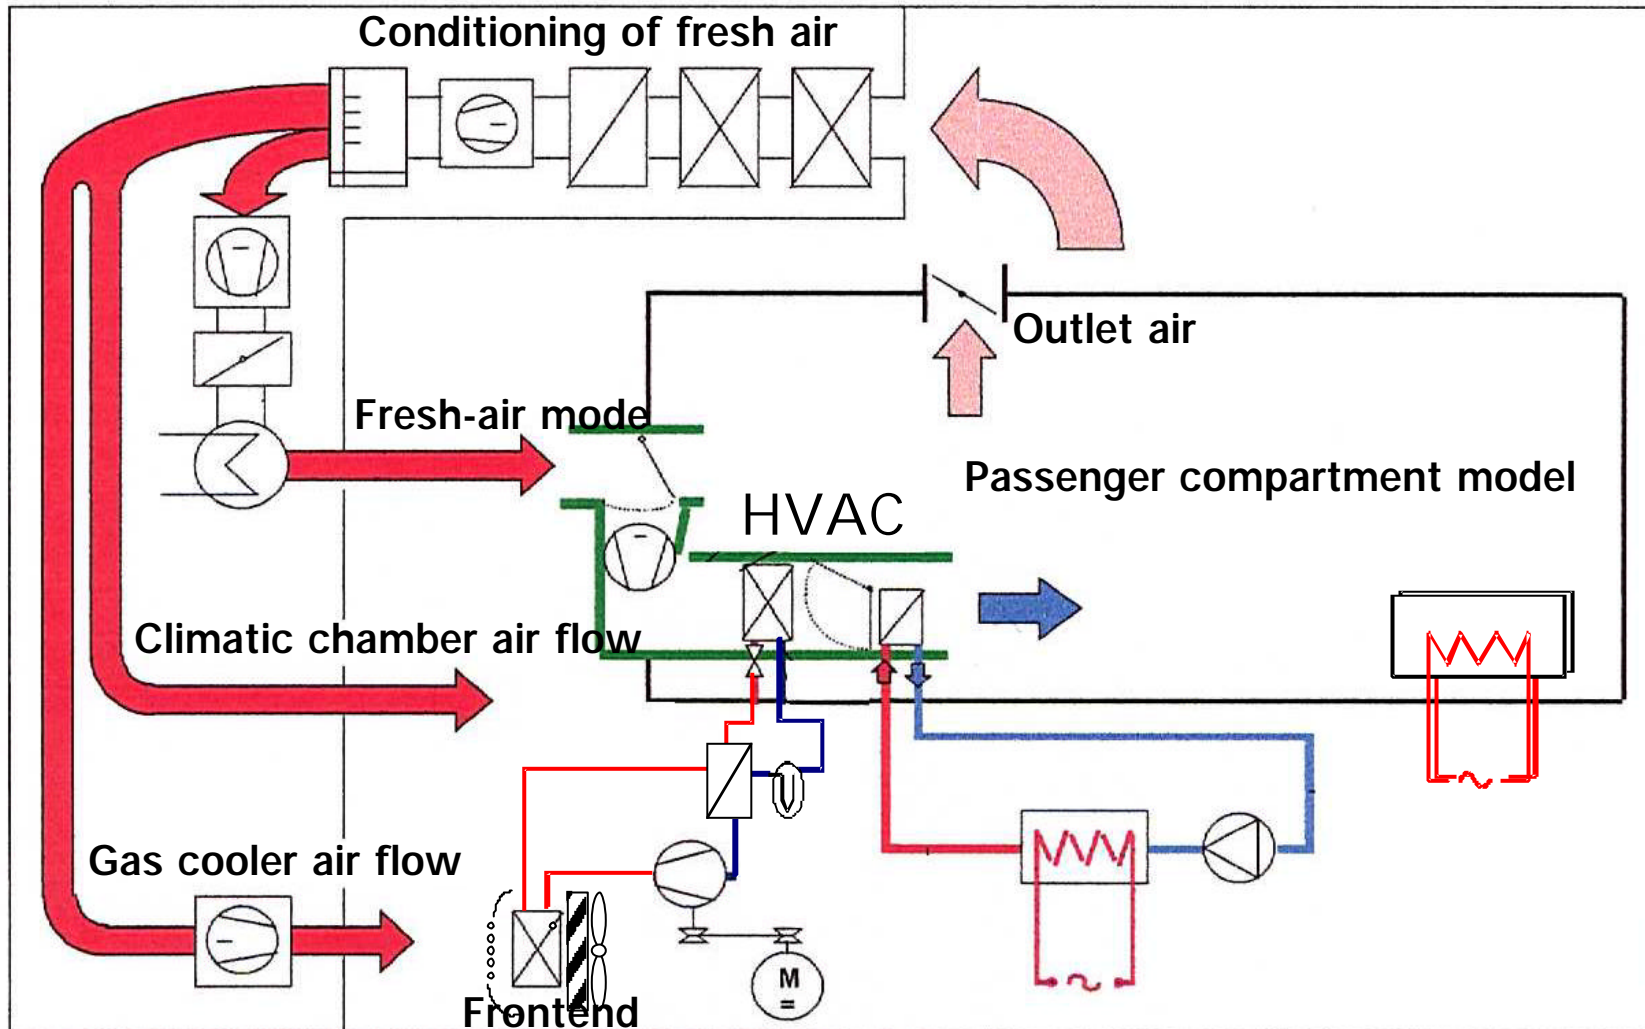 Conditioning of fresh air
Outlet air
Fresh-air mode
Passenger compartment model
HVAC
Climatic chamber air flow
Gas cooler air flow
M
=
Frontend